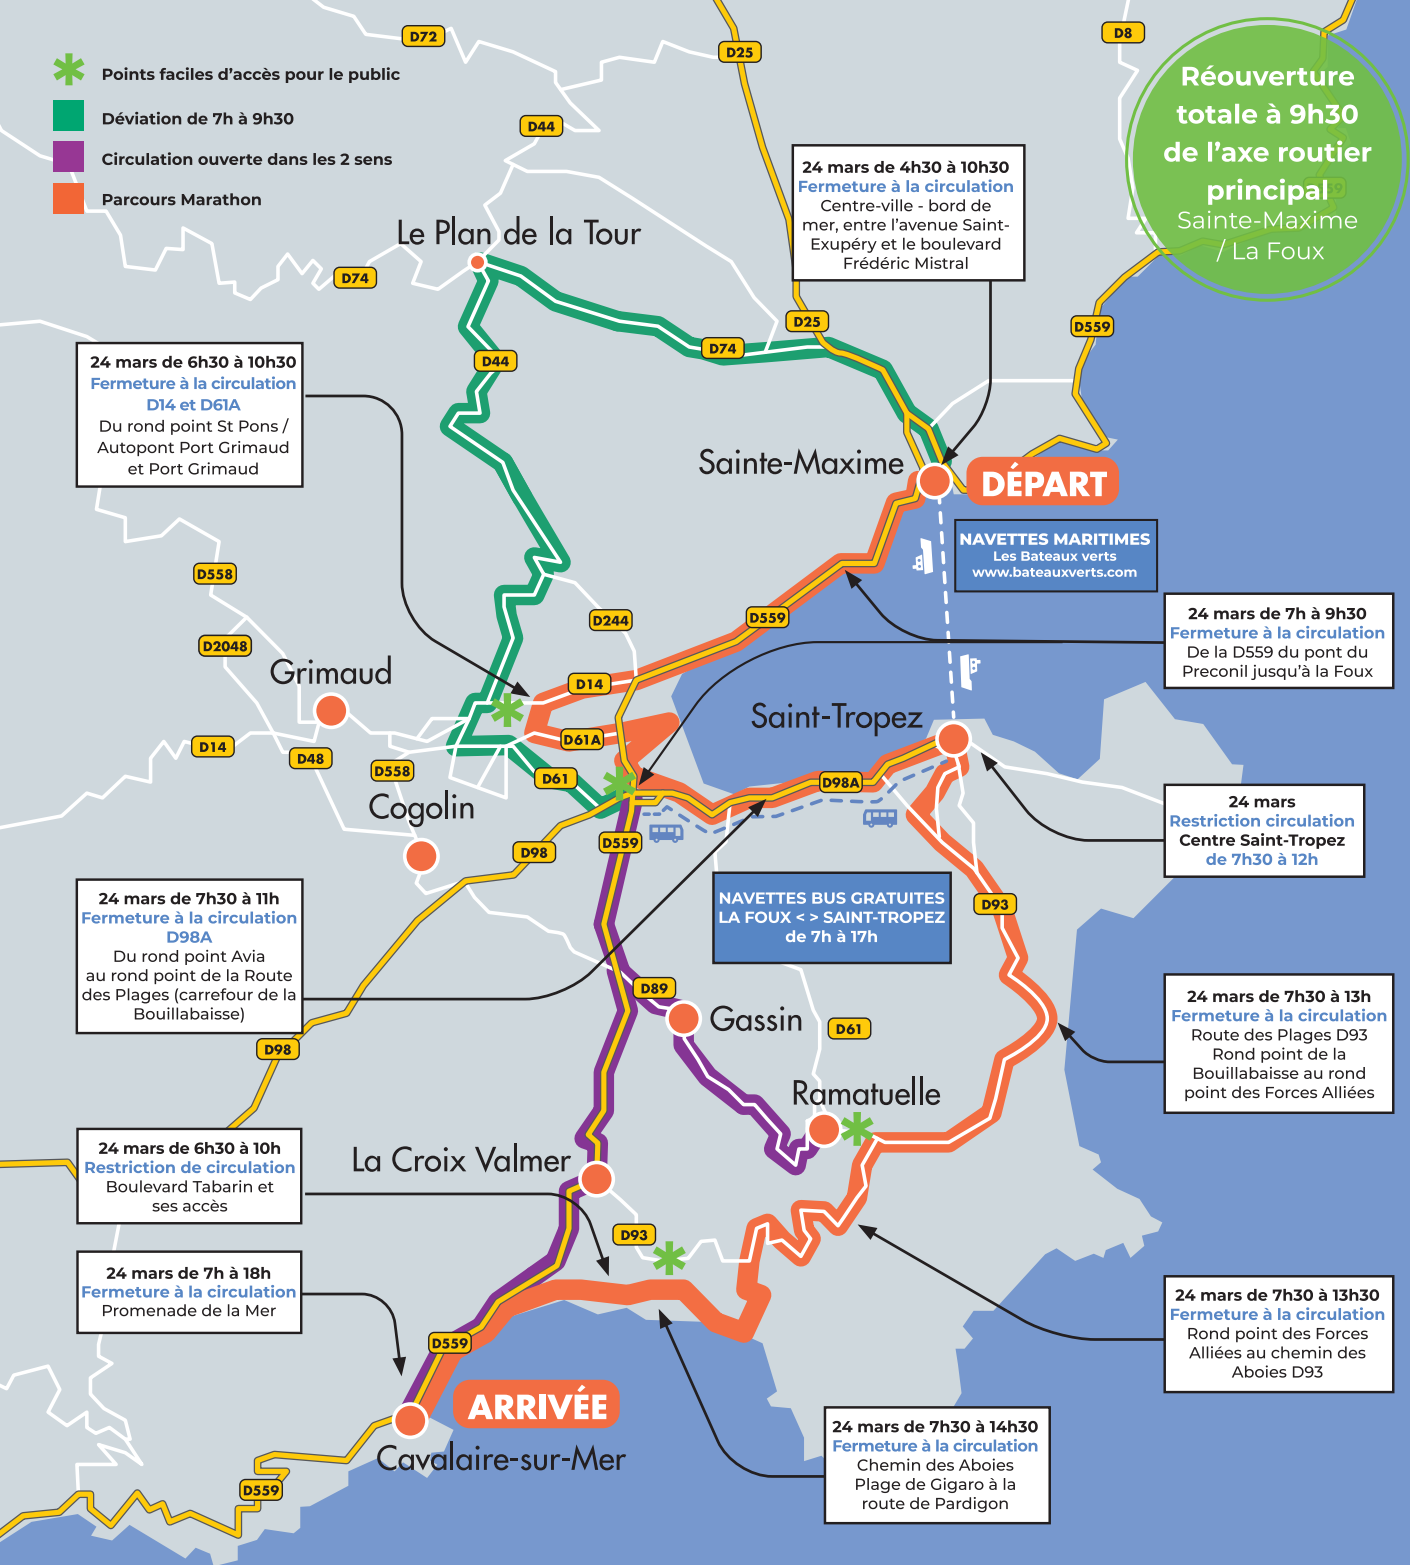 D72
D25
D8
Points faciles d'accès pour le public
Déviation de 7h à 9h30
Circulation ouverte dans les 2 sens
Parcours Marathon
Réouverture
totale à 9h30
de l'axe routier
principal
Sainte-Maxime
/ La Foux
D44
24 mars de 4h30 à 10h30
Fermeture à la circulation
Centre-ville - bord de
mer, entre l'avenue Saint-
Exupéry et le boulevard
Frédéric Mistral
Le Plan de la Tour
D74
D25
D559
D74
D44
24 mars de 6h30 à 10h30
Fermeture à la circulation
D14 et D61A
Du rond point St Pons /
Autopont Port Grimaud
et Port Grimaud
Sainte-Maxime
DÉPART
NAVETTES MARITIMES
Les Bateaux verts
www.bateauxverts.com
D558
D244
D559
D2048
24 mars de 7h à 9h30
Fermeture à la circulation
De la D559 du pont du
Preconil jusqu'à la Foux
Grimaud
D14
Saint-Tropez
D14
D48
D61A
D558
D61
D98A
Cogolin
24 mars
Restriction circulation
Centre Saint-Tropez
de 7h30 à 12h
D559
D98
24 mars de 7h30 à 11h
Fermeture à la circulation
D98A
Du rond point Avia
au rond point de la Route
des Plages (carrefour de la
Bouillabaisse)
NAVETTES BUS GRATUITES
LA FOUX < > SAINT-TROPEZ
de 7h à 17h
D93
D89
Gassin
D61
24 mars de 7h30 à 13h
Fermeture à la circulation
Route des Plages D93
Rond point de la
Bouillabaisse au rond
point des Forces Alliées
D98
Ramatuelle
24 mars de 6h30 à 10h
Restriction de circulation
Boulevard Tabarin et
ses accès
La Croix Valmer
D93
24 mars de 7h à 18h
Fermeture à la circulation
Promenade de la Mer
24 mars de 7h30 à 13h30
Fermeture à la circulation
Rond point des Forces
Alliées au chemin des
Aboies D93
D559
ARRIVÉE
Cavalaire-sur-Mer
24 mars de 7h30 à 14h30
Fermeture à la circulation
Chemin des Aboies
Plage de Gigaro à la
route de Pardigon
D559